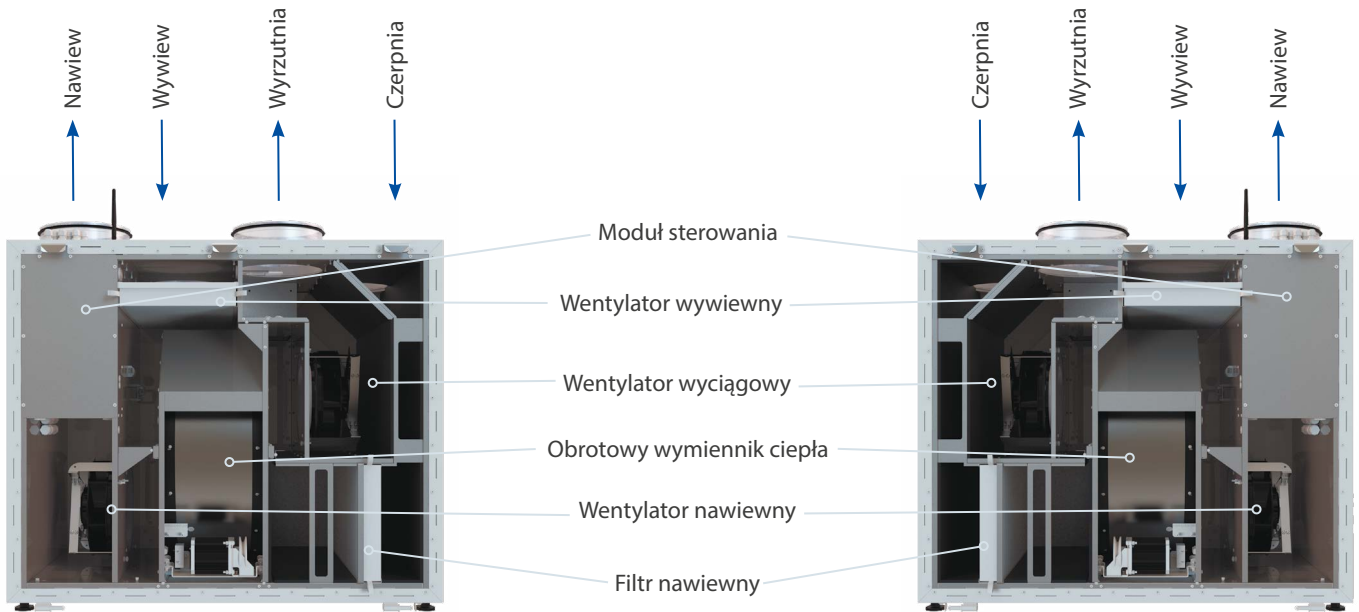 Nawiew
Wywiew
Wyrzutnia
Czerpnia
Czerpnia
Wyrzutnia
Wywiew
Nawiew
Moduł sterowania
Wentylator wywiewny
Wentylator wyciągowy
Obrotowy wymiennik ciepła
Wentylator nawiewny
Filtr nawiewny